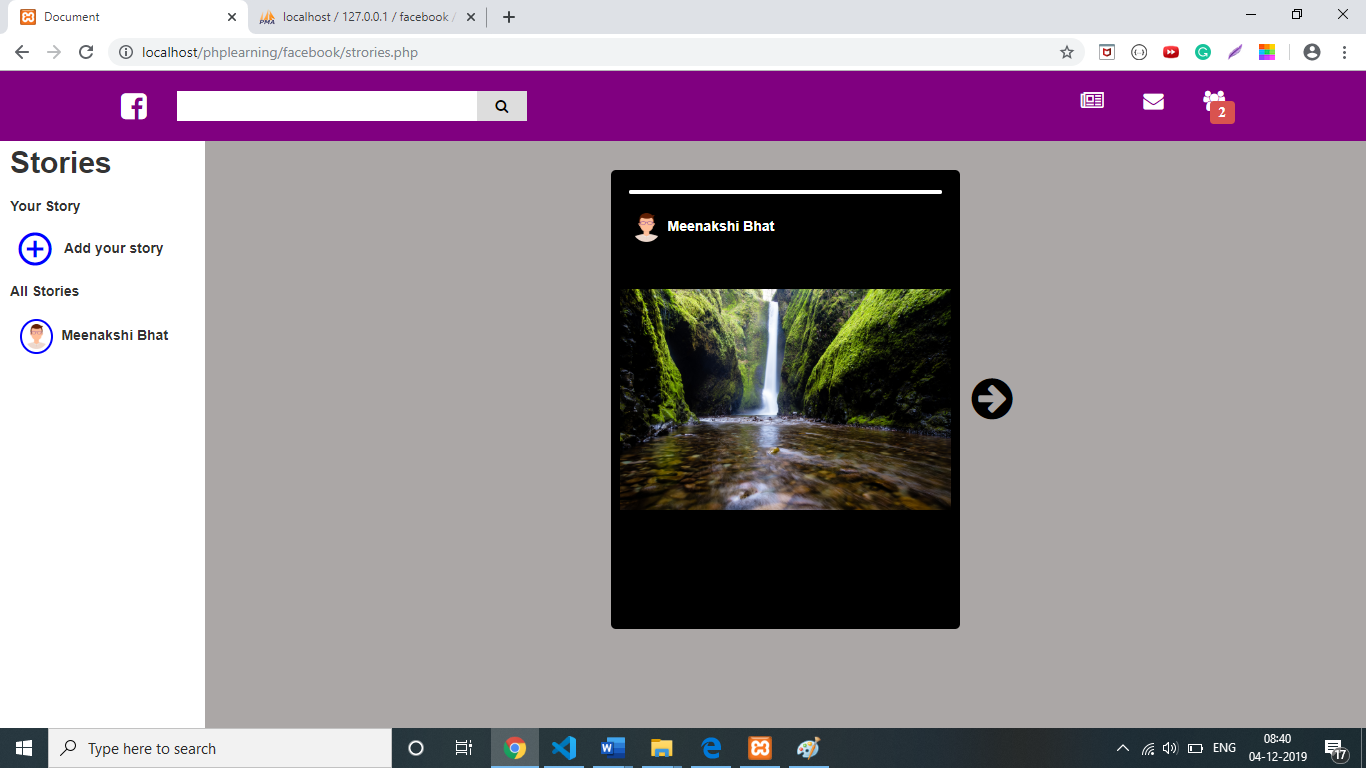 Document
localhost / 127.0.0.1 / facebook /
localhost/phplearning/facebook/strories.php
2
Stories
Your Story
Add your story
All Stories
Meenakshi Bhat
Meenakshi Bhat
Type here to search
ENG
08:40
04-12-2019
17